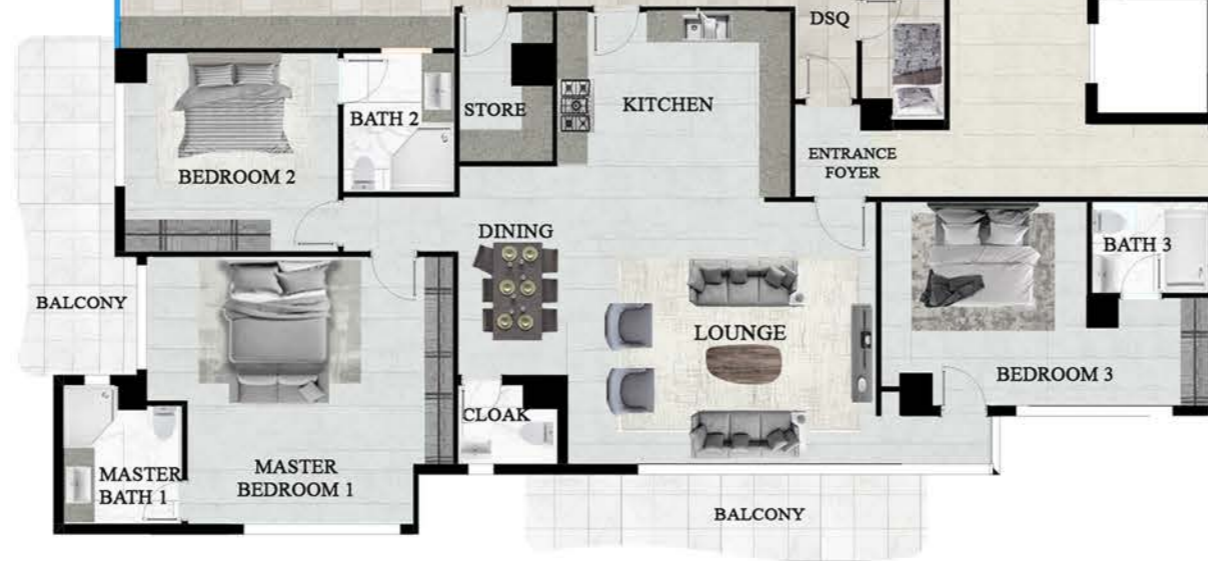 DSQ
STORE
KITCHEN
BATH 2
ENTRANCE
FOYER
BEDROOM 2
DINING
BATH 3
BALCONY
LOUNGE
BEDROOM 3
CLOAK
MASTER
BATH 1
MASTER
BEDROOM 1
BALCONY